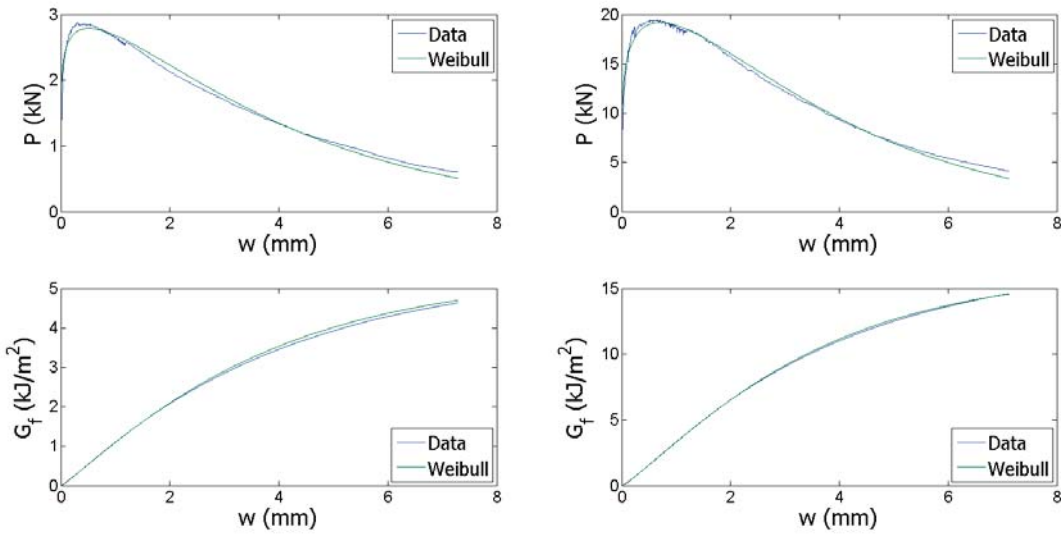 3
2
1
0
P (kN)
0 2 4 6 8
w (mm)
Data
Weibull
20
15
10
5
0
P (kN)
0 2 4 6 8
w (mm)
Data
Weibull
5
4
3
2
1
0
G_f (kJ/m²)
0 2 4 6 8
w (mm)
Data
Weibull
15
10
5
0
G_f (kJ/m²)
0 2 4 6 8
w (mm)
Data
Weibull